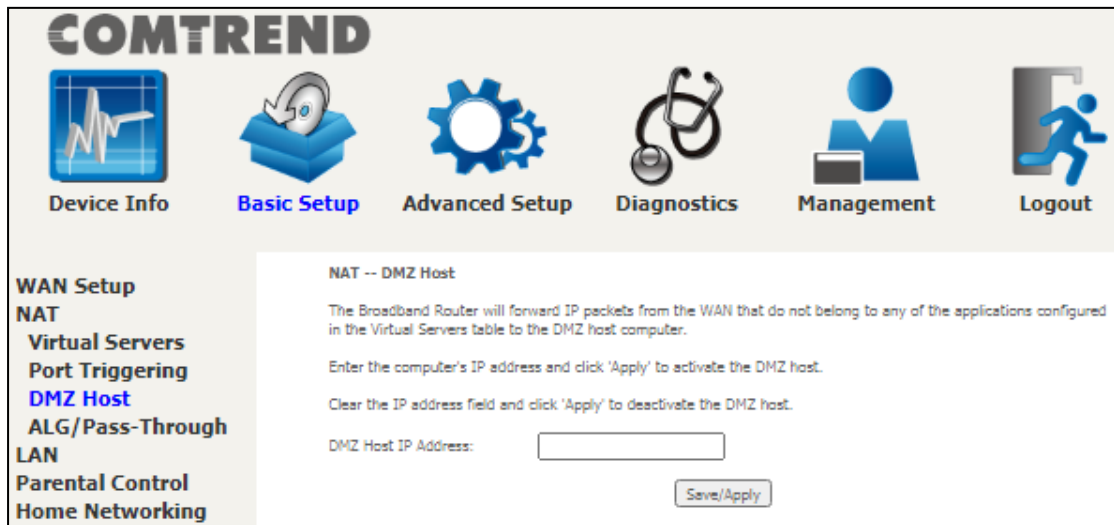 COMTREND
Device Info
Basic Setup
Advanced Setup
Diagnostics
Management
Logout
WAN Setup
NAT
Virtual Servers
Port Triggering
DMZ Host
ALG/Pass-Through
LAN
Parental Control
Home Networking
NAT -- DMZ Host
The Broadband Router will forward IP packets from the WAN that do not belong to any of the applications configured
in the Virtual Servers table to the DMZ host computer.
Enter the computer's IP address and click 'Apply' to activate the DMZ host.
Clear the IP address field and click 'Apply' to deactivate the DMZ host.
DMZ Host IP Address:
Save/Apply